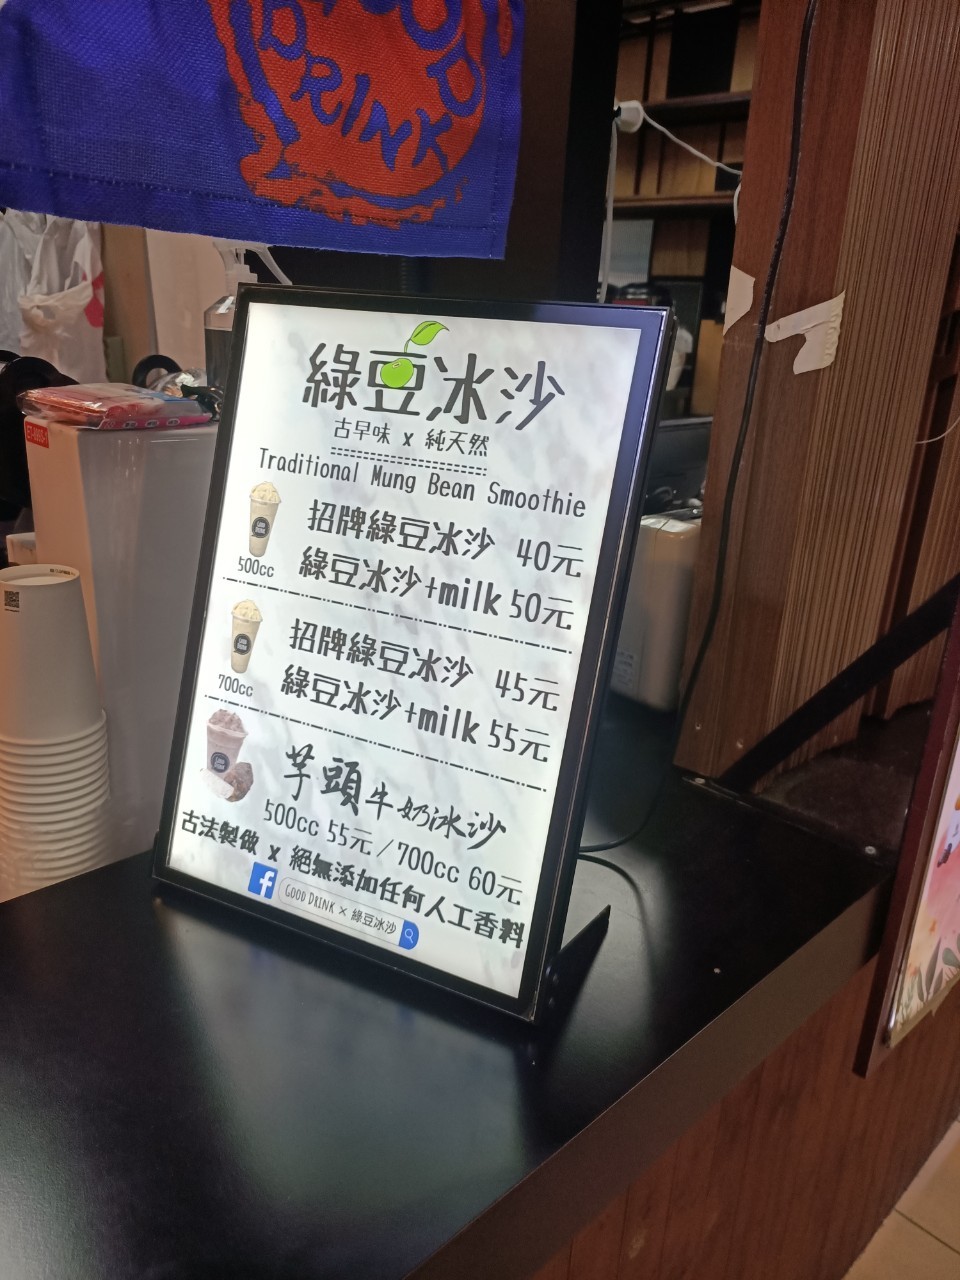 DRINK
綠豆冰沙
古早味 x 純天然
Traditional Mung Bean Smoothie
招牌綠豆冰沙 40元
綠豆冰沙+milk 50元
500cc
招牌綠豆冰沙 45元
綠豆冰沙+milk 55元
700cc
芋頭牛奶冰沙
500cc 55元/700cc 60元
古法製做 x 絕無添加任何人工香料
GOOD DRINK × 綠豆冰沙